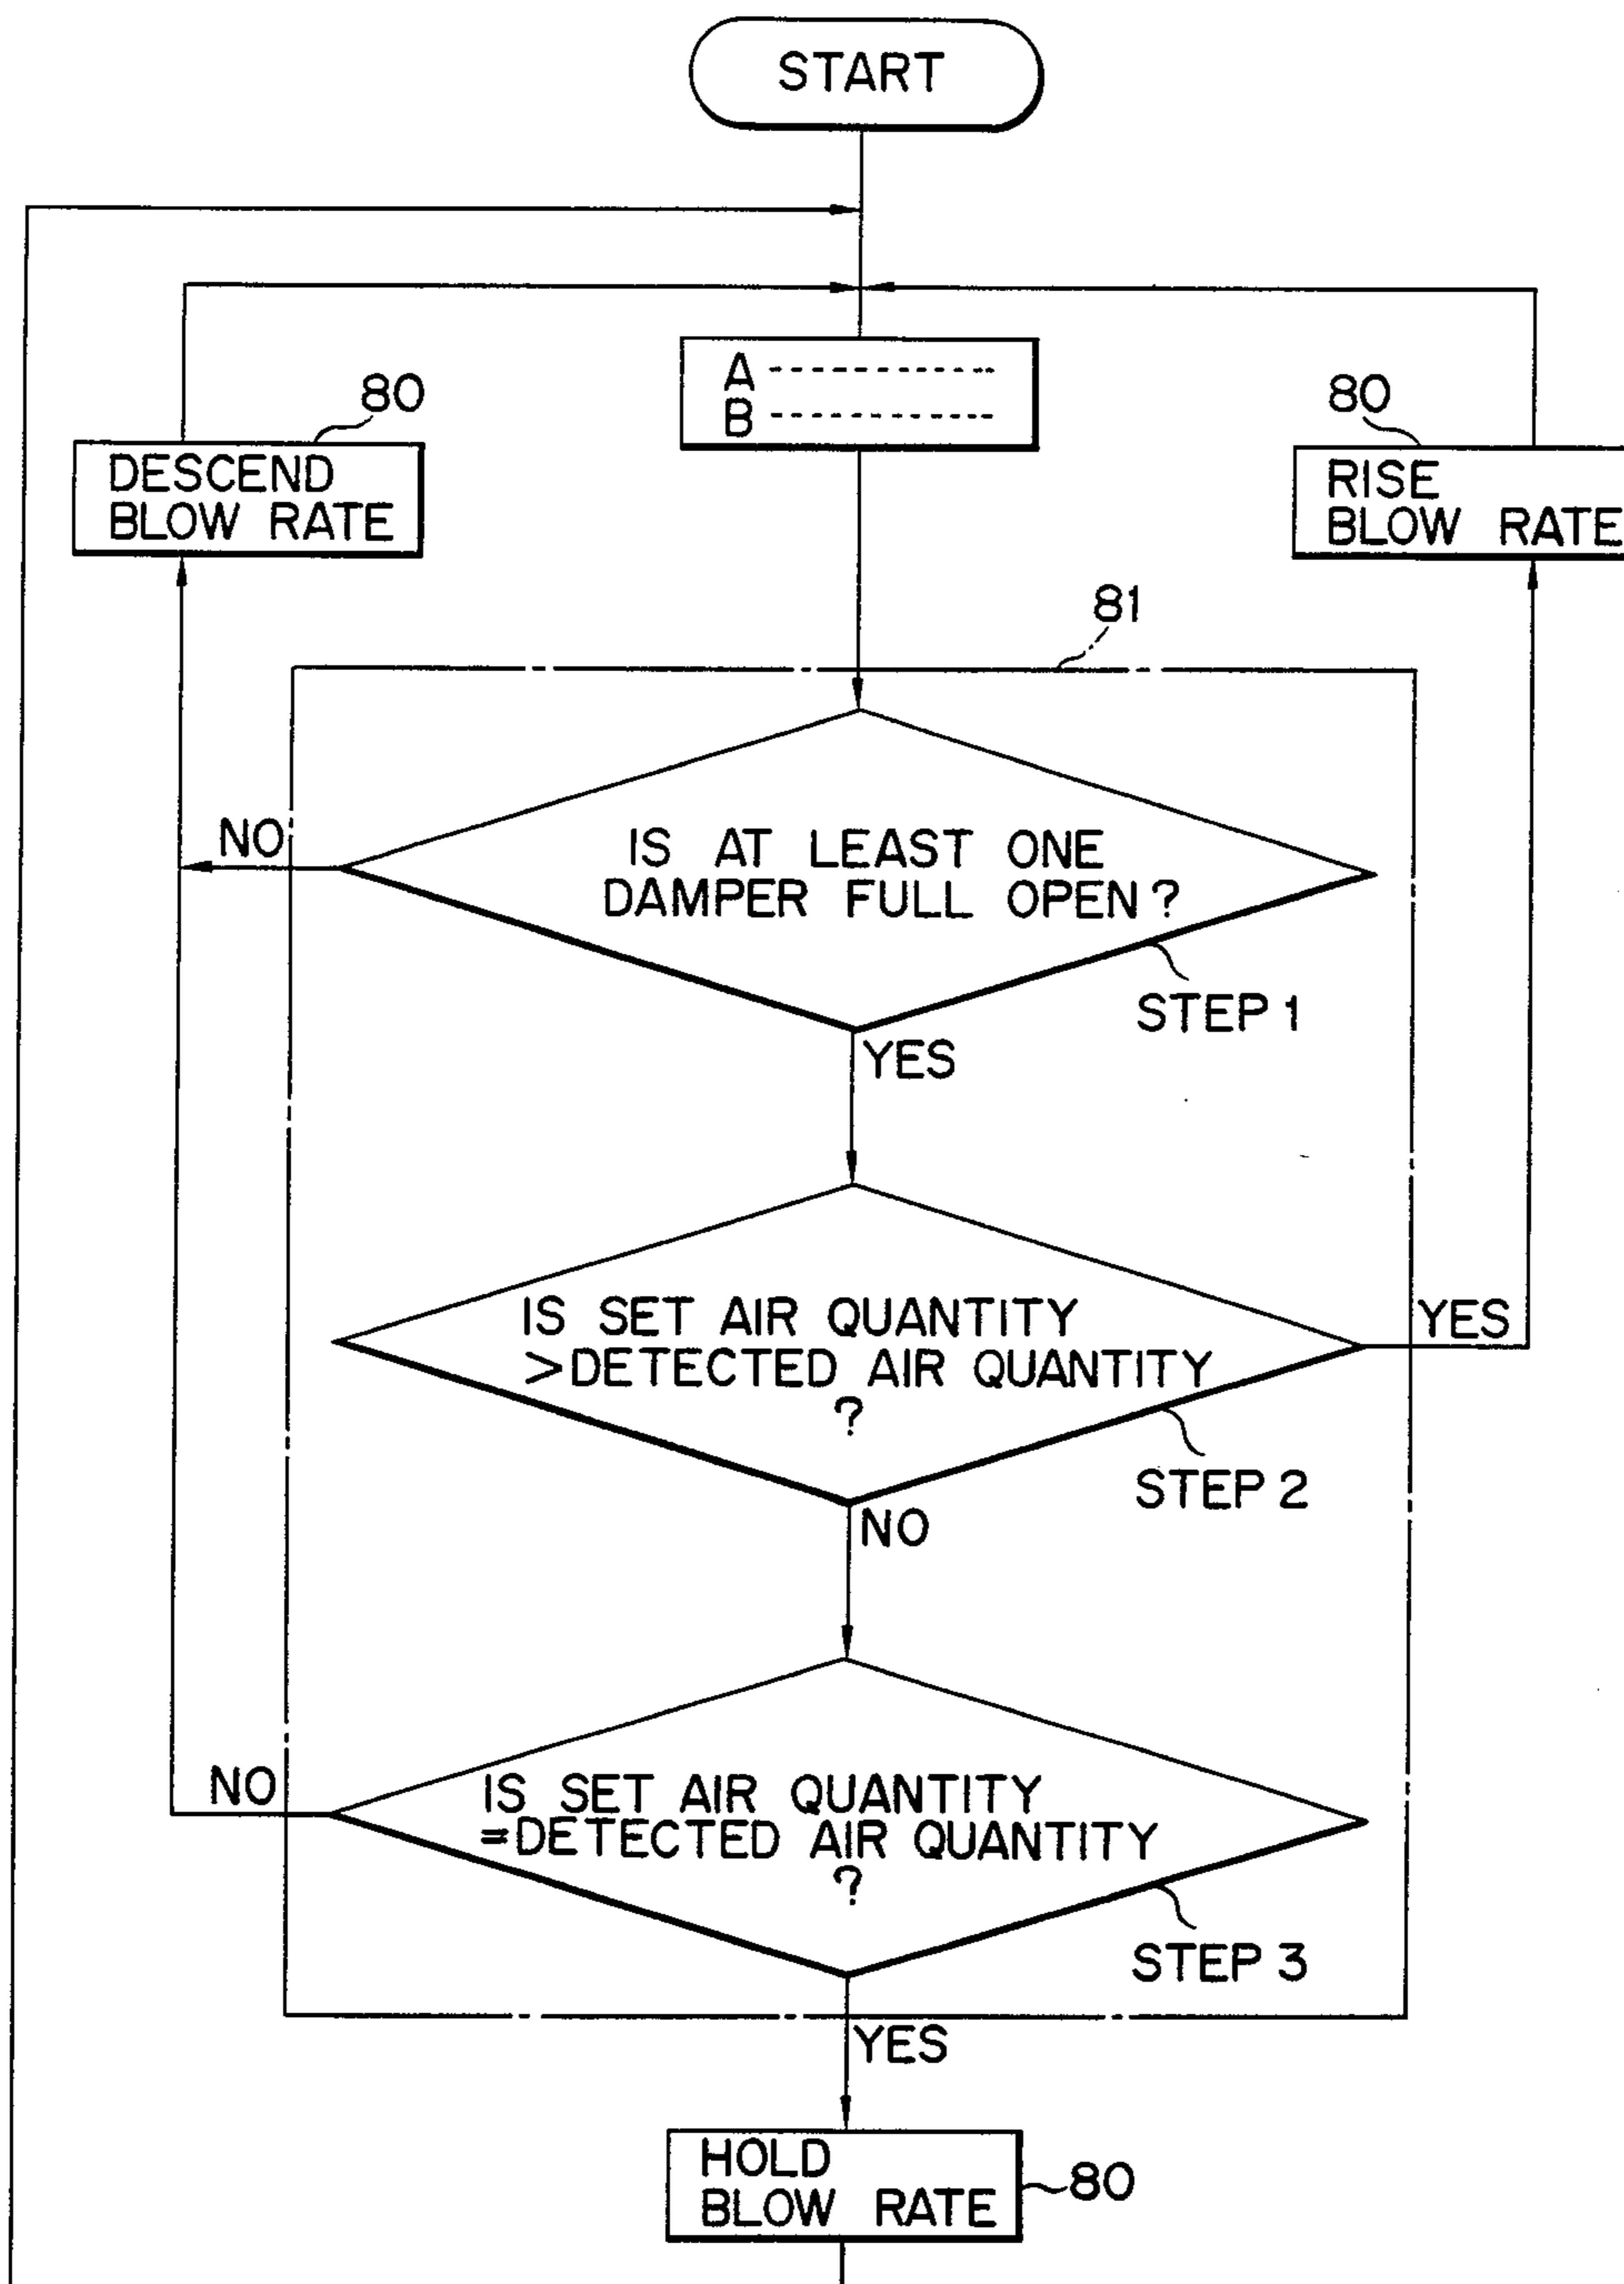 START
A
B
80
DESCEND
BLOW RATE
80
RISE
BLOW RATE
81
NO
IS AT LEAST ONE
DAMPER FULL OPEN?
STEP 1
YES
IS SET AIR QUANTITY
>DETECTED AIR QUANTITY
?
YES
STEP 2
NO
NO
IS SET AIR QUANTITY
=DETECTED AIR QUANTITY
?
STEP 3
YES
HOLD
BLOW RATE
80